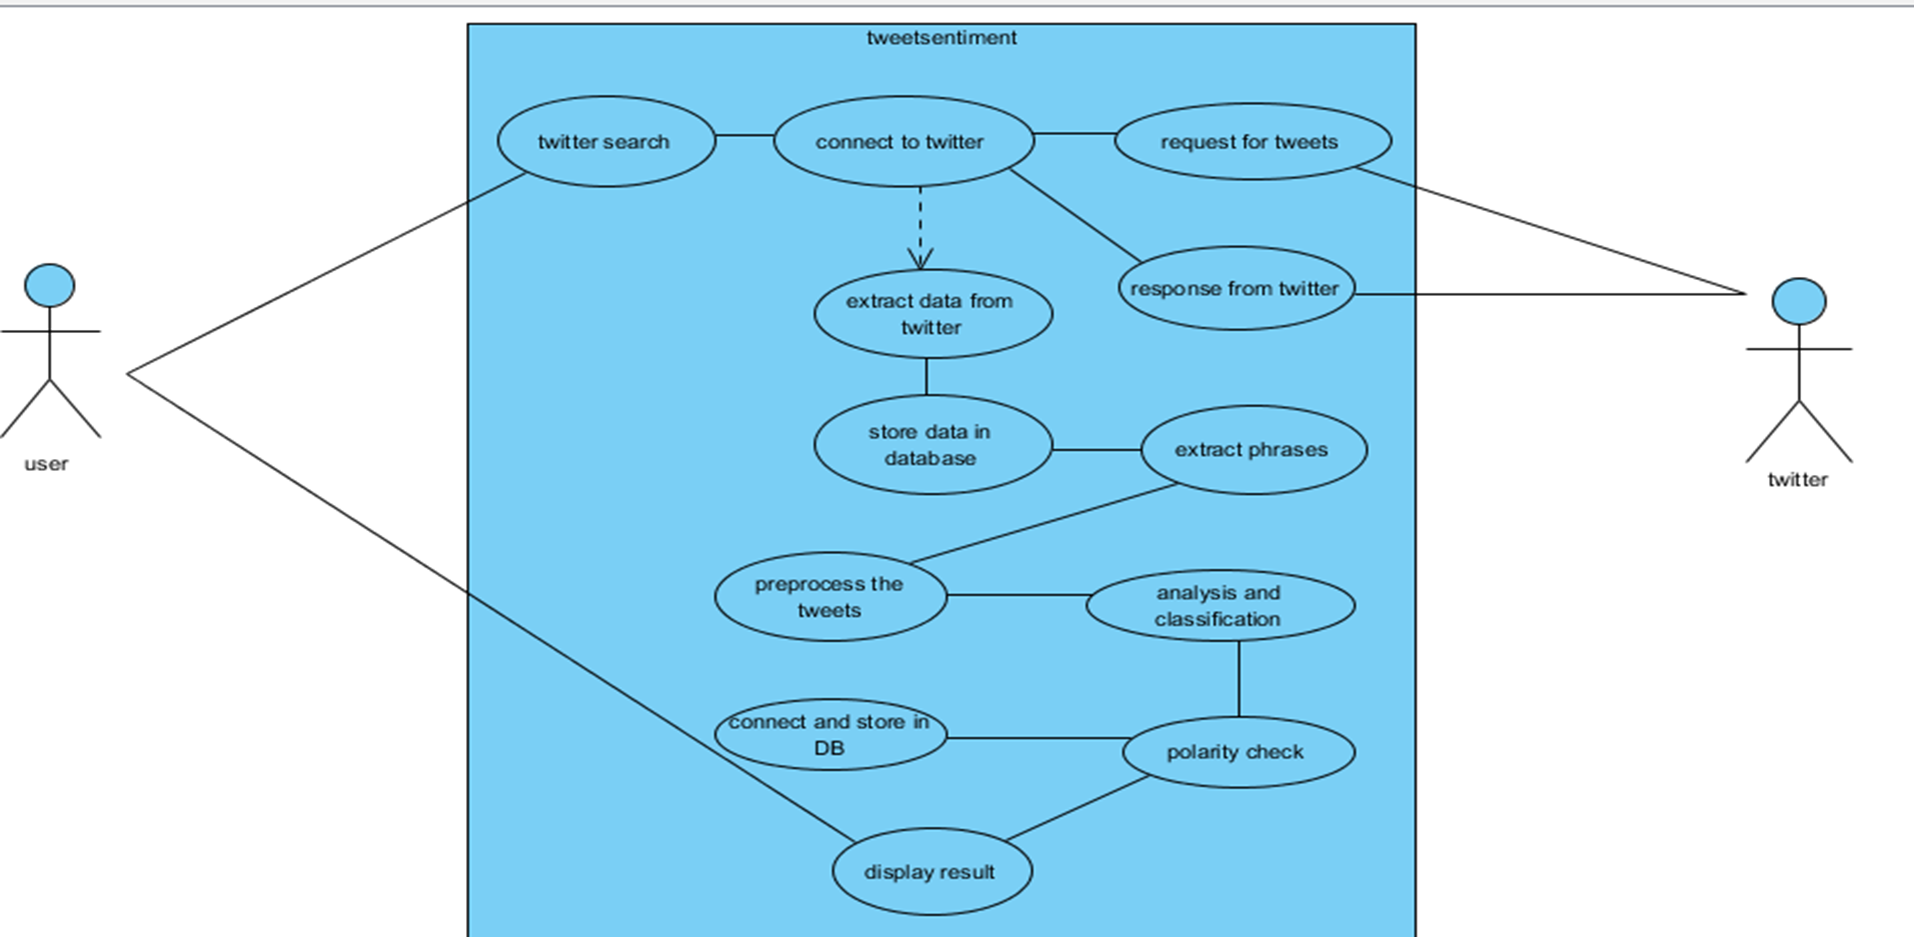 tweetsentiment
twitter search
connect to twitter
request for tweets
response from twitter
extract data from
twitter
store data in
database
extract phrases
user
twitter
preprocess the
tweets
analysis and
classification
connect and store in
DB
polarity check
display result